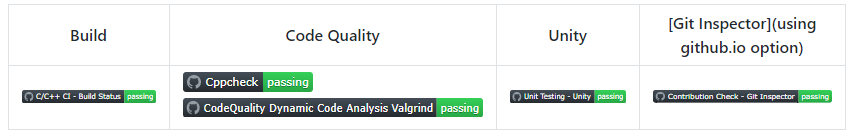 Build
Code Quality
Unity
[Git Inspector](using
github.io option)
C/C++ CI - Build Status passing
Cppcheck passing
CodeQuality Dynamic Code Analysis Valgrind passing
Unit Testing - Unity passing
Contribution Check - Git Inspector passing